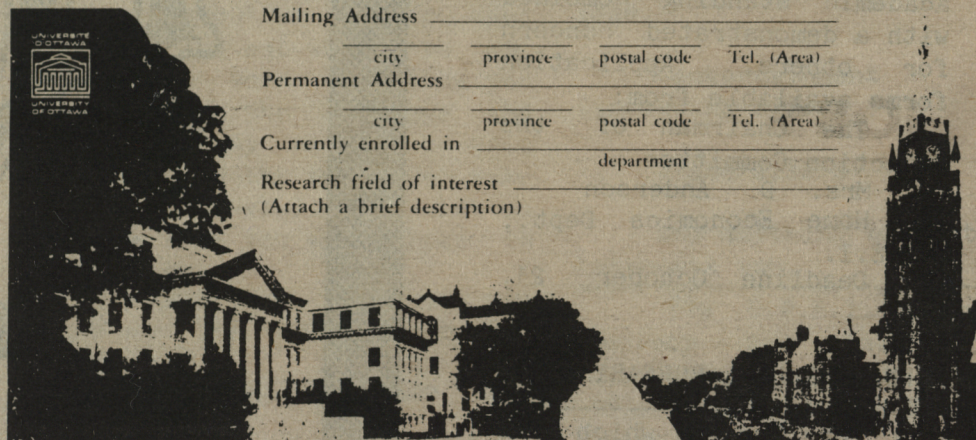 UNIVERSITÉ
D'OTTAWA
UNIVERSITY
OF OTTAWA
Mailing Address
city province postal code Tel. (Area)
Permanent Address
city province postal code Tel. (Area)
Currently enrolled in
department
Research field of interest
(Attach a brief description)